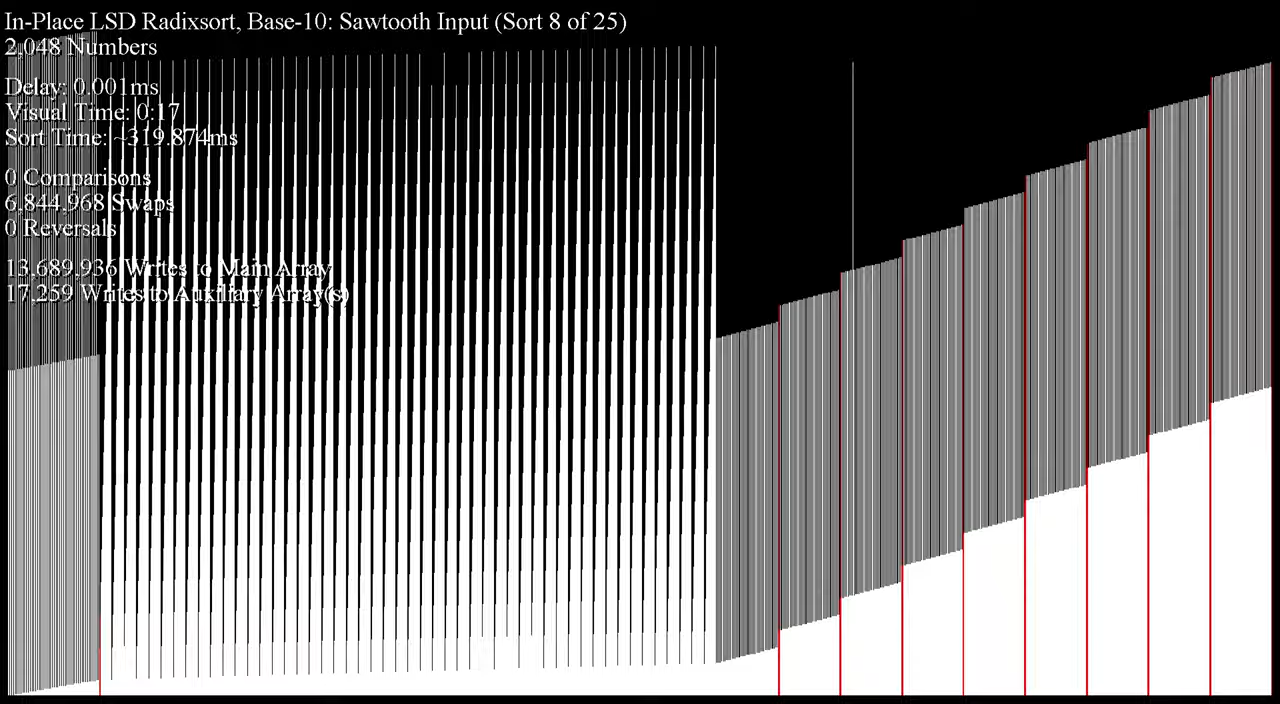 In-Place LSD Radixsort, Base-10: Sawtooth Input (Sort 8 of 25)
2,048 Numbers
Delay: 0.001ms
Visual Time: 0:17
Sort Time: ~319.874ms
0 Comparisons
6,844,968 Swaps
0 Reversals
13,689,936 Writes to Main Array
17,259 Writes to Auxiliary Array(s)